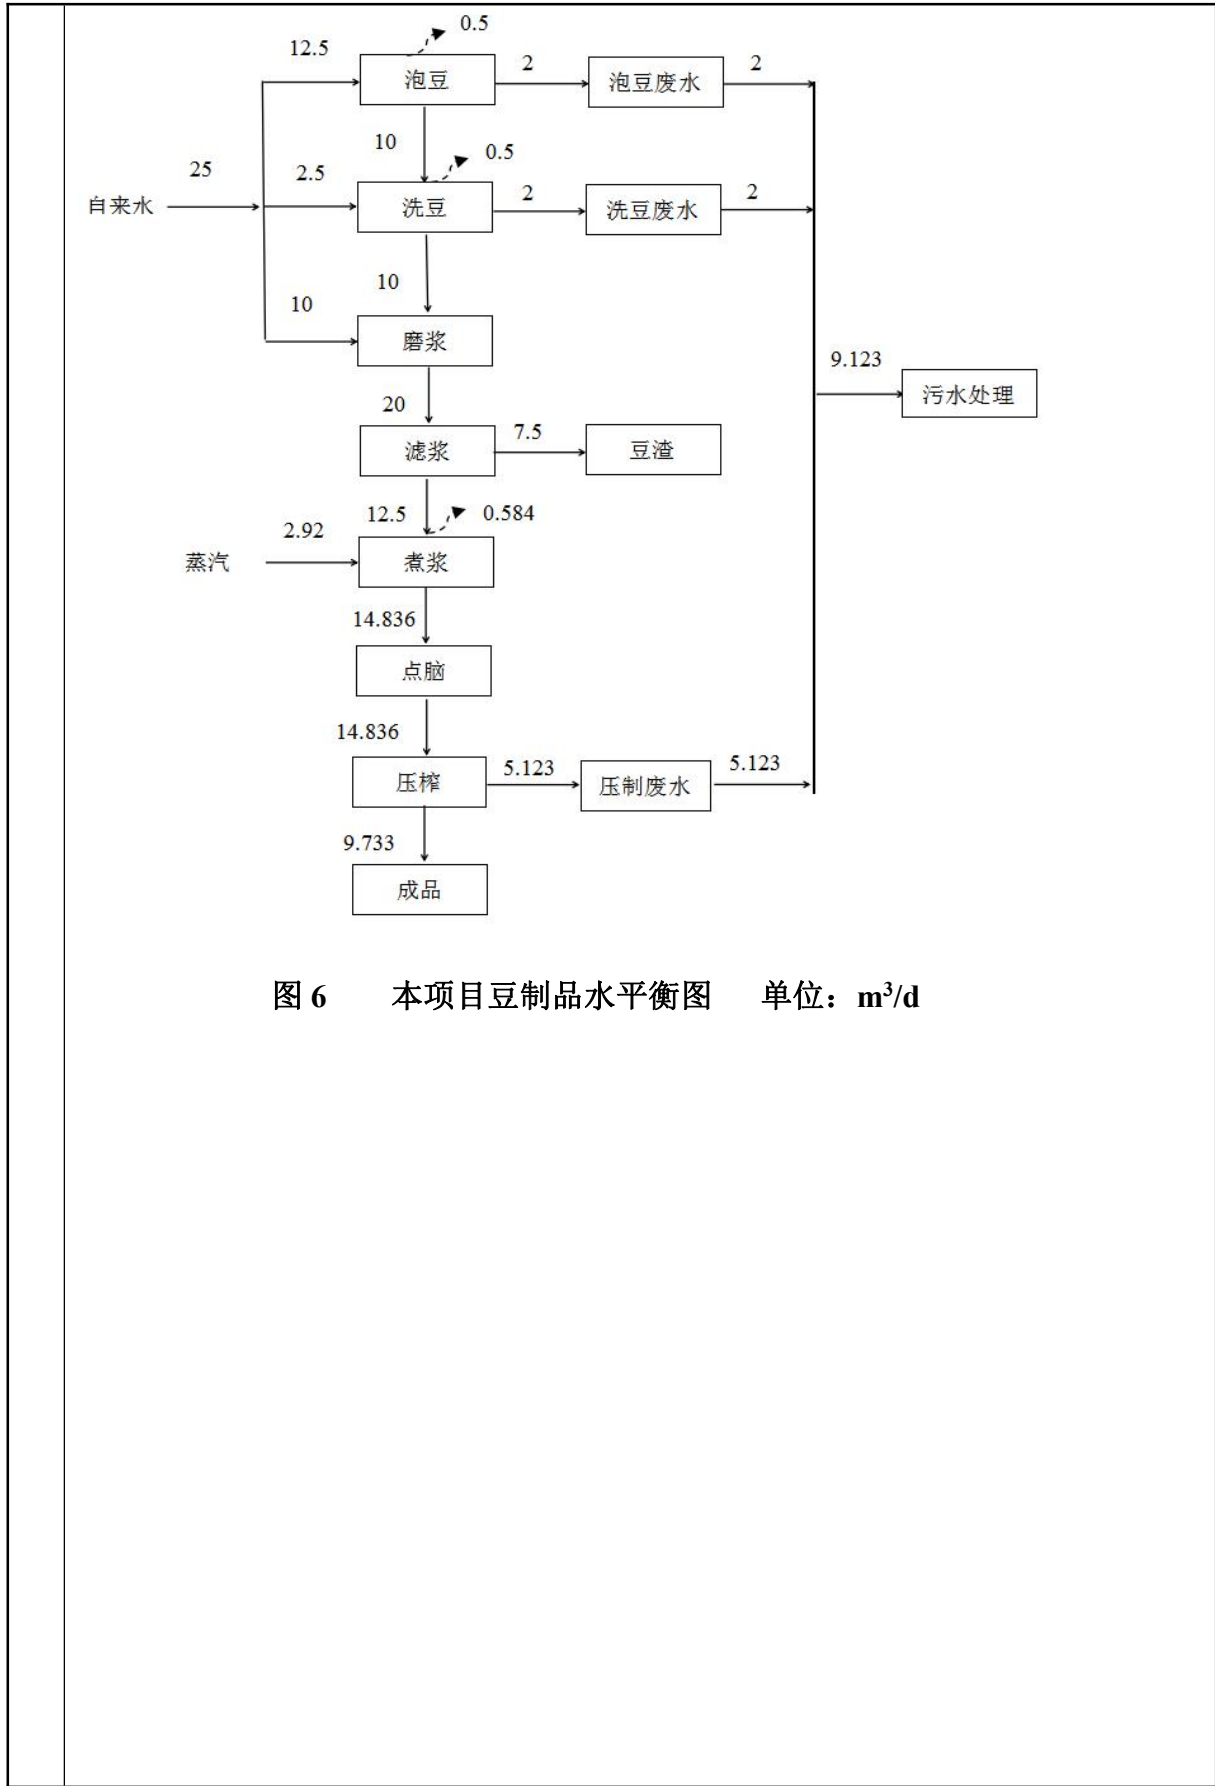 0.5
12.5
泡豆
2
泡豆废水
2
10
0.5
25
2.5
自来水
洗豆
2
洗豆废水
2
10
10
磨浆
9.123
污水处理
20
滤浆
7.5
豆渣
12.5
0.584
2.92
蒸汽
煮浆
14.836
点脑
14.836
压榨
5.123
压制废水
5.123
9.733
成品
图 6 本项目豆制品水平衡图 单位：m³/d